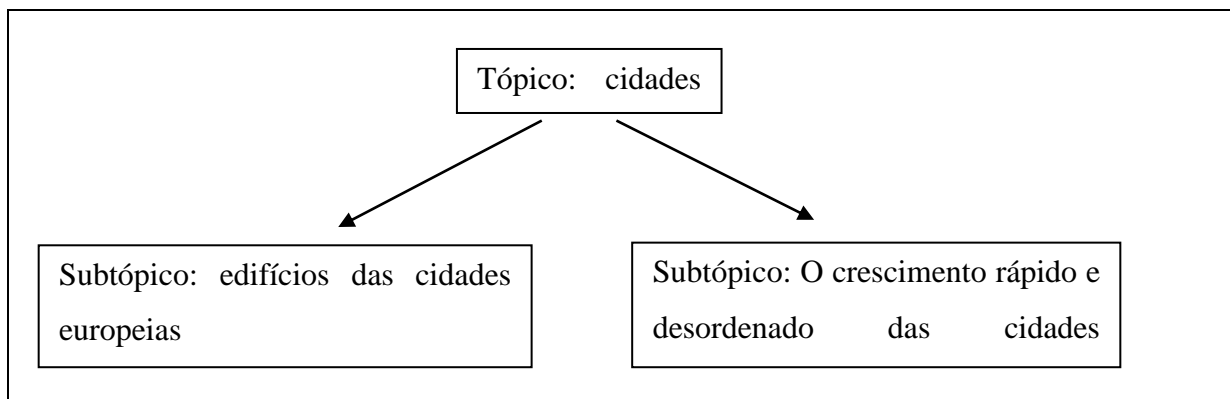 Tópico: cidades
Subtópico: edifícios das cidades
europeias
Subtópico: O crescimento rápido e
desordenado das cidades